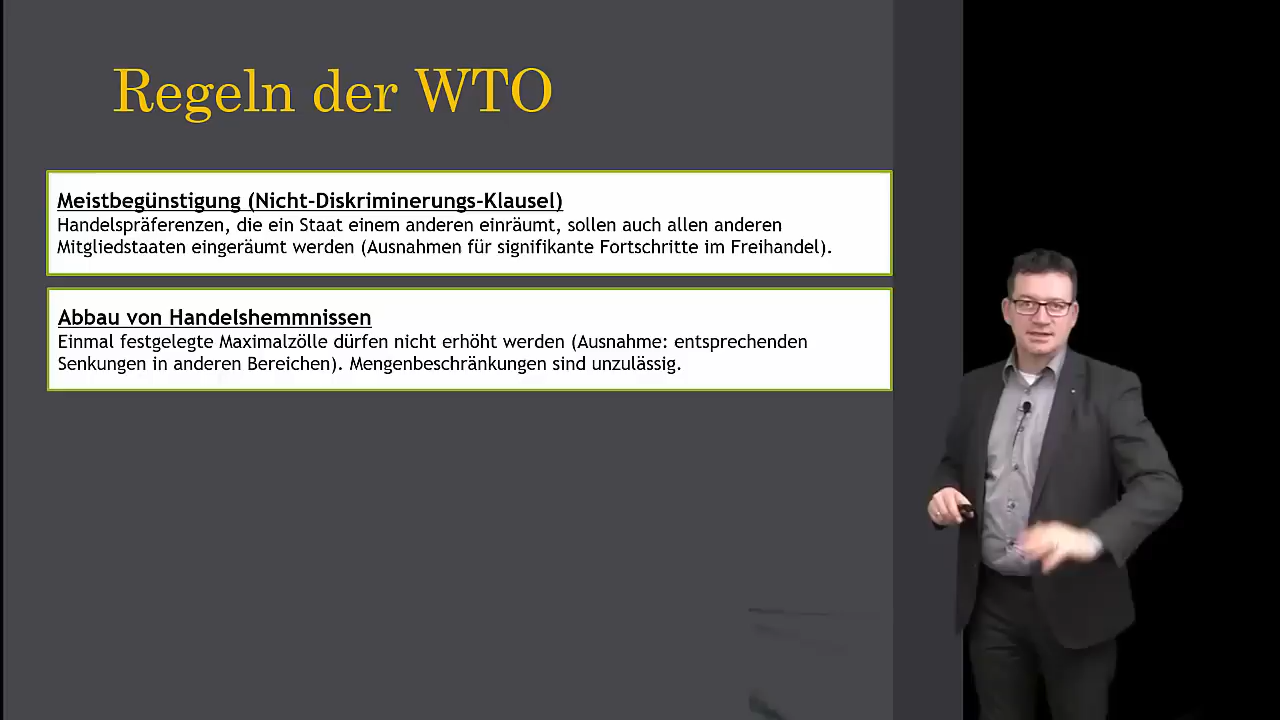 Regeln der WTO
Meistbegünstigung (Nicht-Diskriminerungs-Klausel)
Handelspräferenzen, die ein Staat einem anderen einräumt, sollen auch allen anderen
Mitgliedstaaten eingeräumt werden (Ausnahmen für signifikante Fortschritte im Freihandel).
Abbau von Handelshemmnissen
Einmal festgelegte Maximalzölle dürfen nicht erhöht werden (Ausnahme: entsprechenden
Senkungen in anderen Bereichen). Mengenbeschränkungen sind unzulässig.